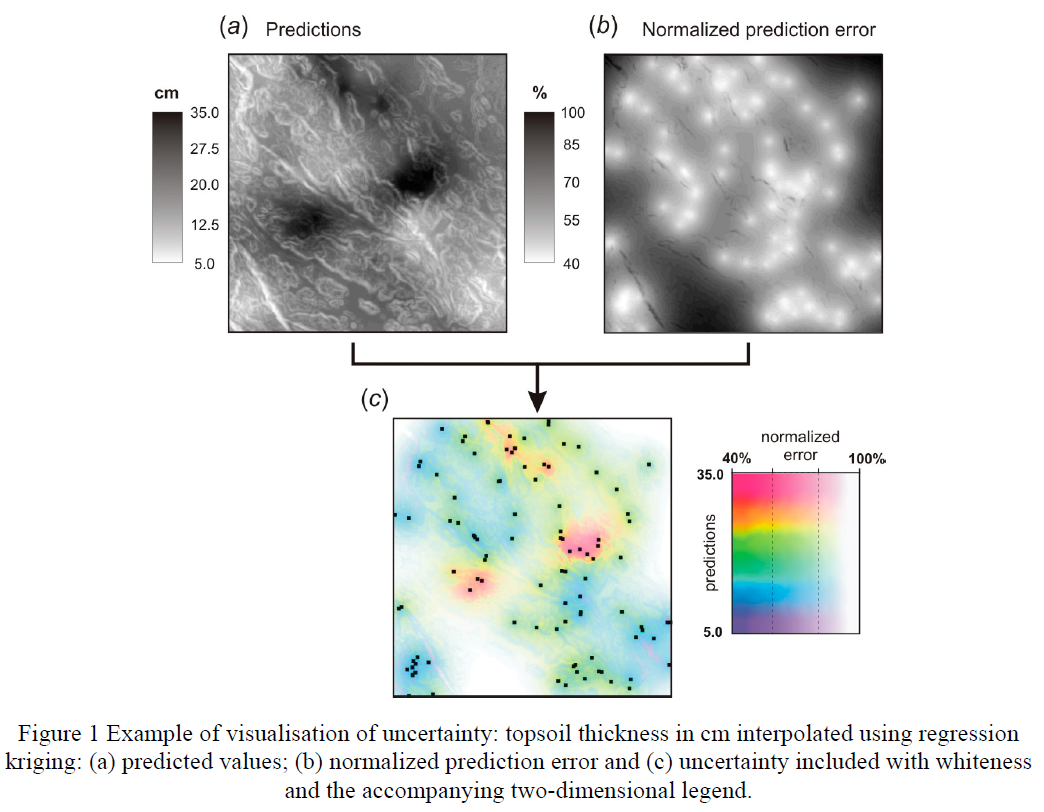 (a) Predictions
(b) Normalized prediction error
cm
35.0
27.5
20.0
12.5
5.0
%
100
85
70
55
40
(c)
normalized
error
40% 100%
35.0
predictions
5.0
Figure 1 Example of visualisation of uncertainty: topsoil thickness in cm interpolated using regression
kriging: (a) predicted values; (b) normalized prediction error and (c) uncertainty included with whiteness
and the accompanying two-dimensional legend.